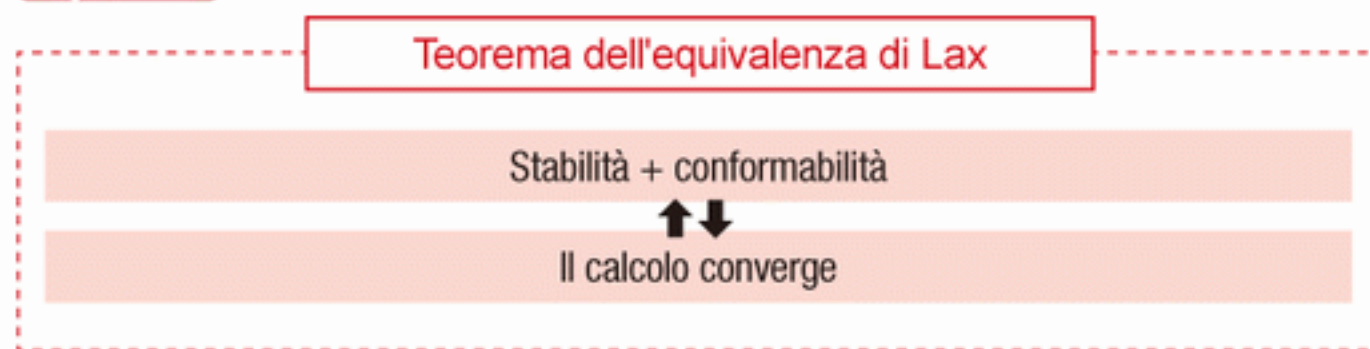 Teorema dell'equivalenza di Lax
Stabilità + conformabilità
Il calcolo converge